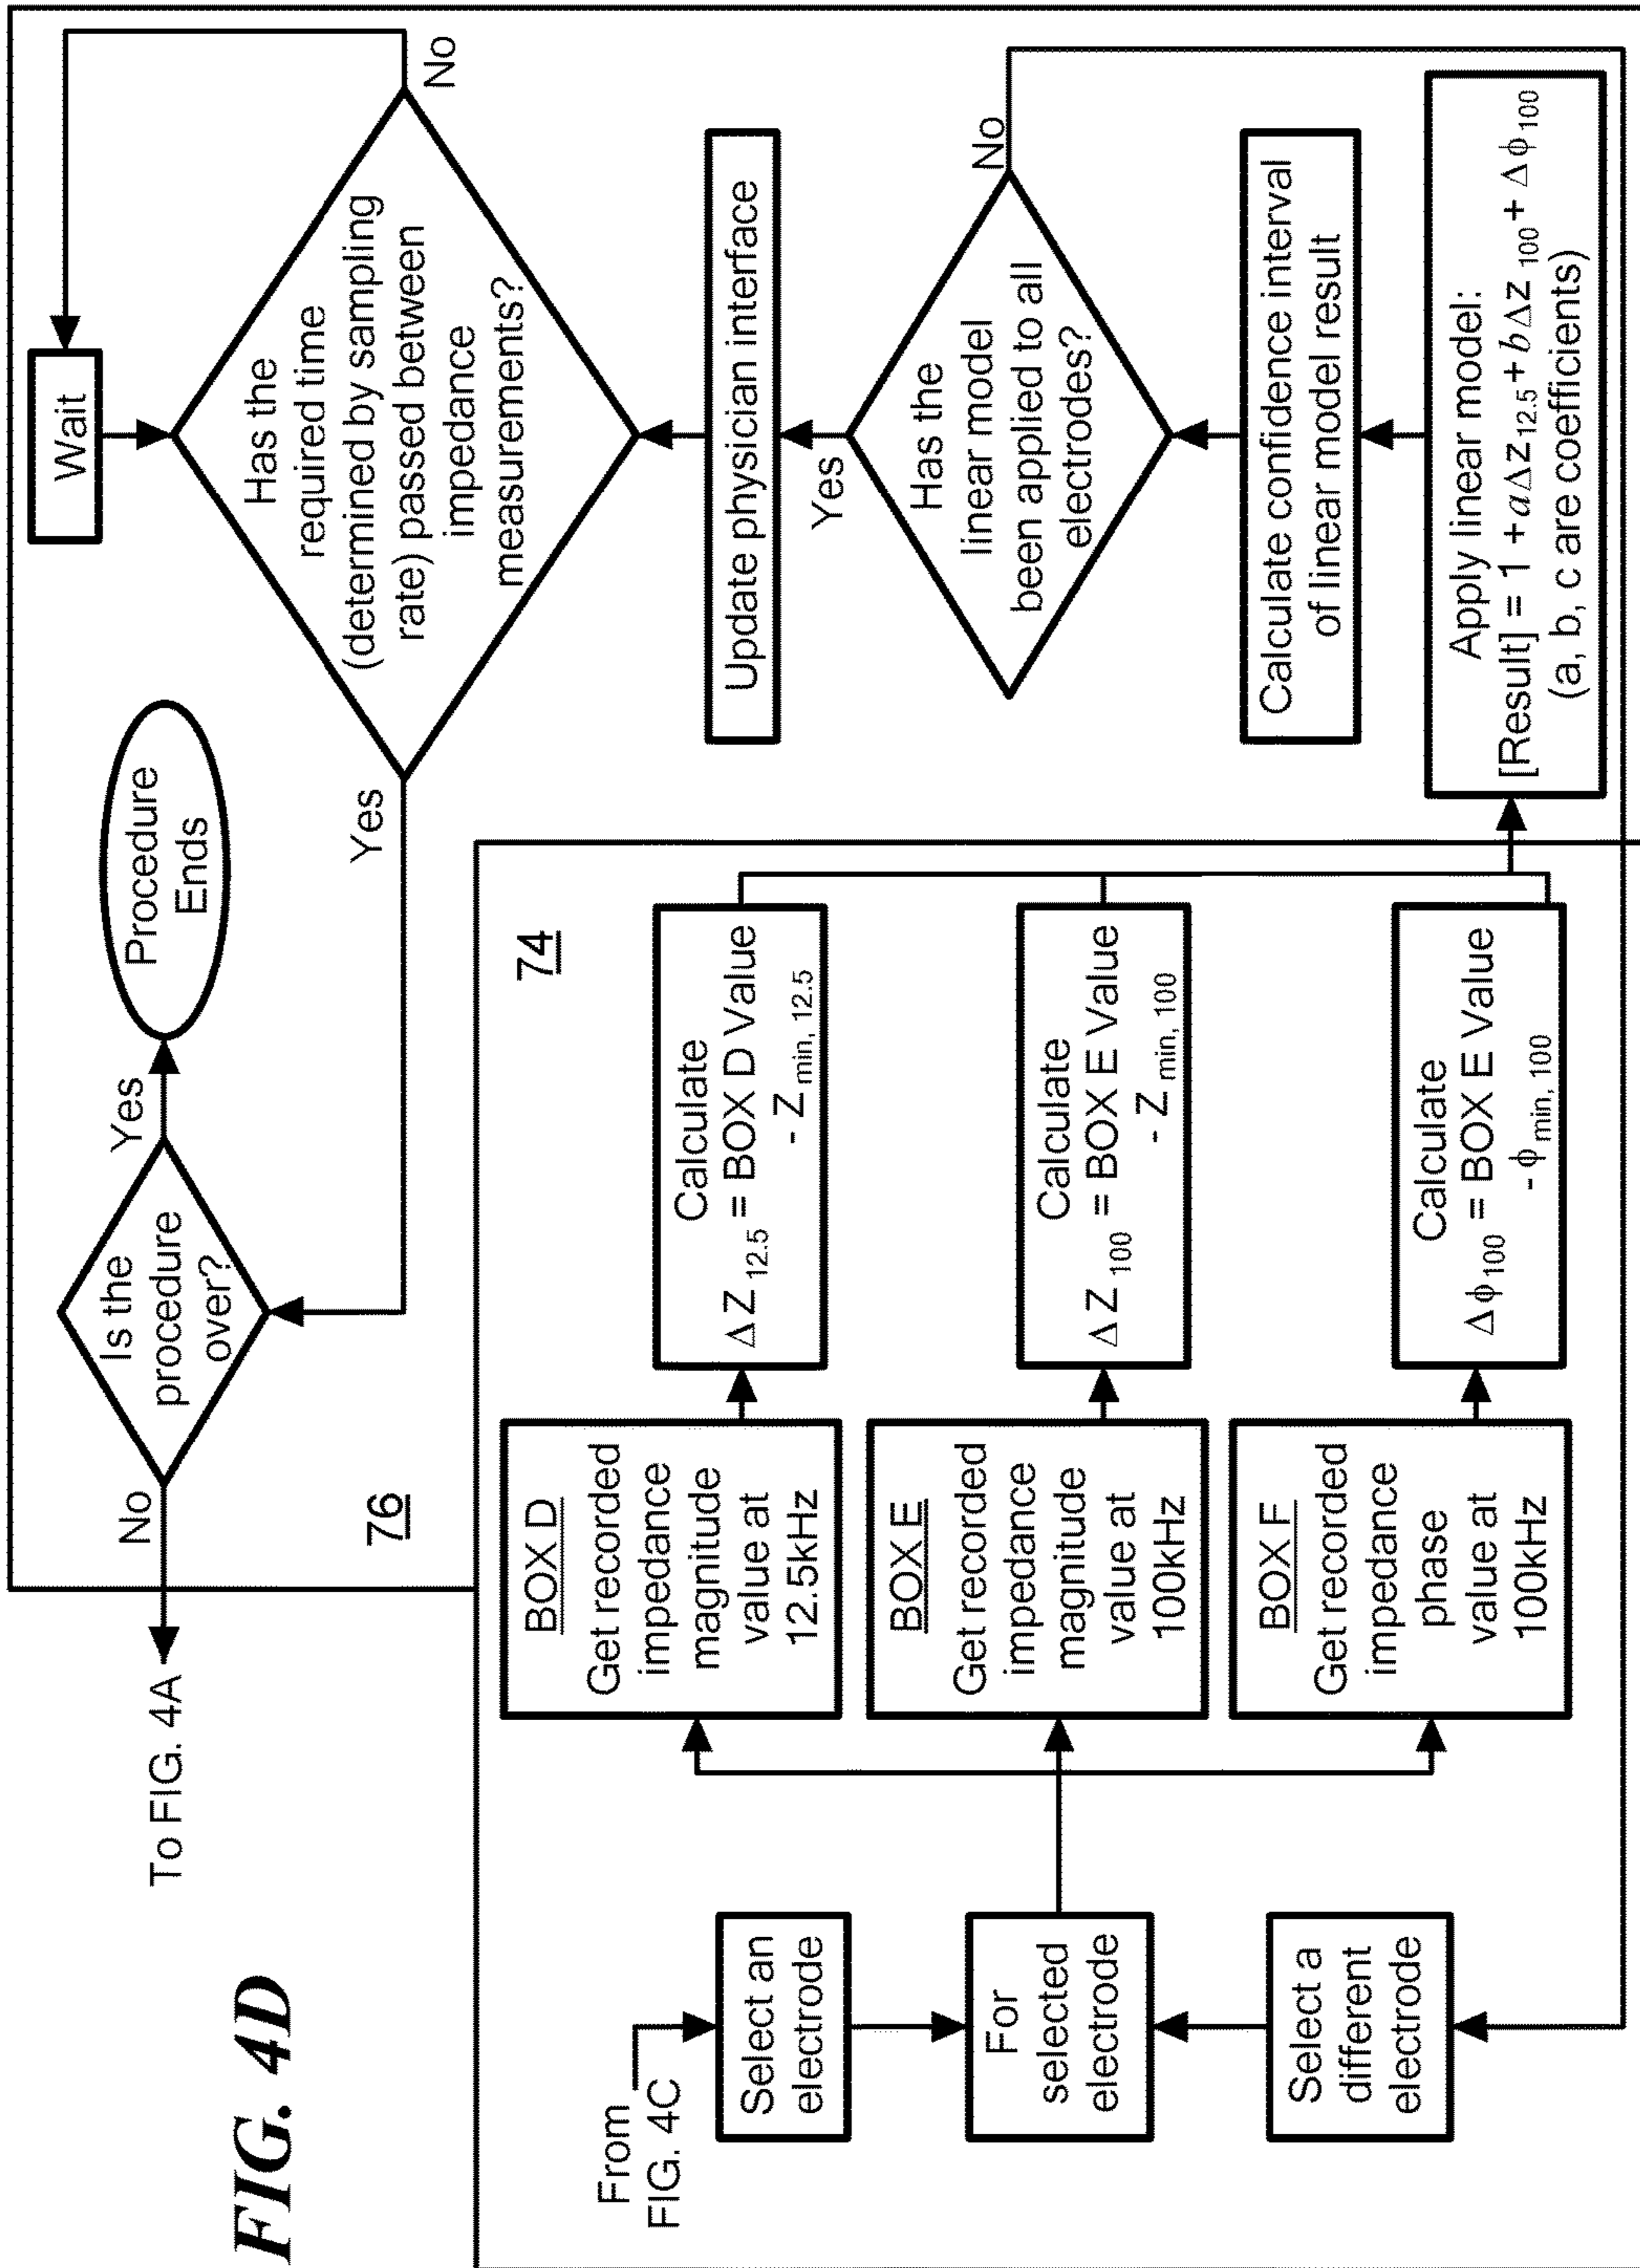 FIG. 4D
To FIG. 4A
No
Is the
procedure
over?
Yes
Procedure
Ends
Wait
76
Yes
Has the
required time
(determined by sampling
rate) passed between
impedance
measurements?
No
From
FIG. 4C
Select an
electrode
For
selected
electrode
Select a
different
electrode
74
BOX D
Get recorded
impedance
magnitude
value at
12.5kHz
Calculate
Δ Z 12.5 = BOX D Value
- Z min, 12.5
BOX E
Get recorded
impedance
magnitude
value at
100kHz
Calculate
Δ Z 100 = BOX E Value
- Z min, 100
BOX F
Get recorded
impedance
phase
value at
100kHz
Calculate
Δ ϕ 100 = BOX E Value
- ϕ min, 100
Update physician interface
Yes
Has the
linear model
been applied to all
electrodes?
No
Calculate confidence interval
of linear model result
Apply linear model:
[Result] = 1 + aΔz 12.5 + bΔz 100 + Δϕ 100
(a, b, c are coefficients)